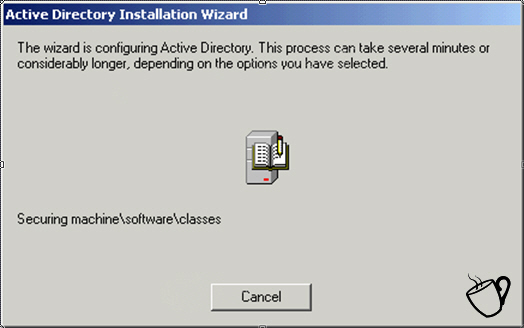 Active Directory Installation Wizard
The wizard is configuring Active Directory. This process can take several minutes or
considerably longer, depending on the options you have selected.
Securing machine\software\classes
Cancel